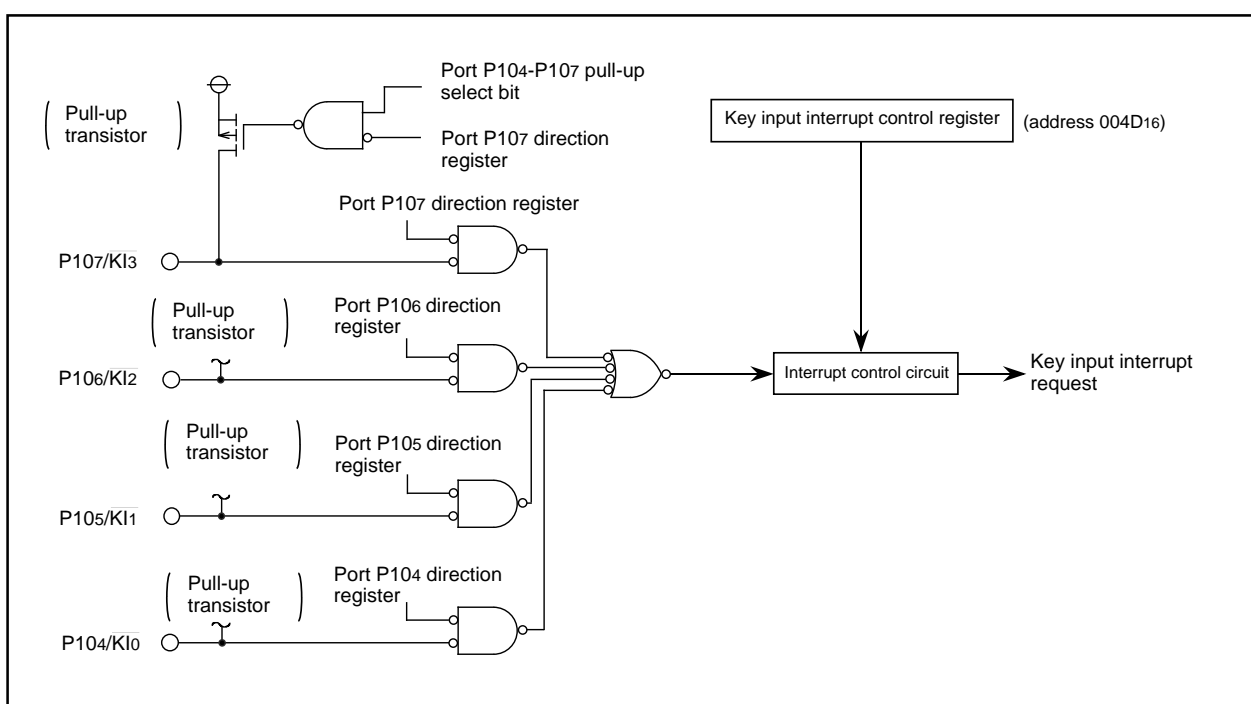 Port P104-P107 pull-up
select bit
Pull-up
transistor
Port P107 direction
register
Key input interrupt control register
(address 004D16)
Port P107 direction register
P107/KI3
Pull-up
transistor
Port P106 direction
register
P106/KI2
Interrupt control circuit
Key input interrupt
request
Pull-up
transistor
Port P105 direction
register
P105/KI1
Pull-up
transistor
Port P104 direction
register
P104/KI0